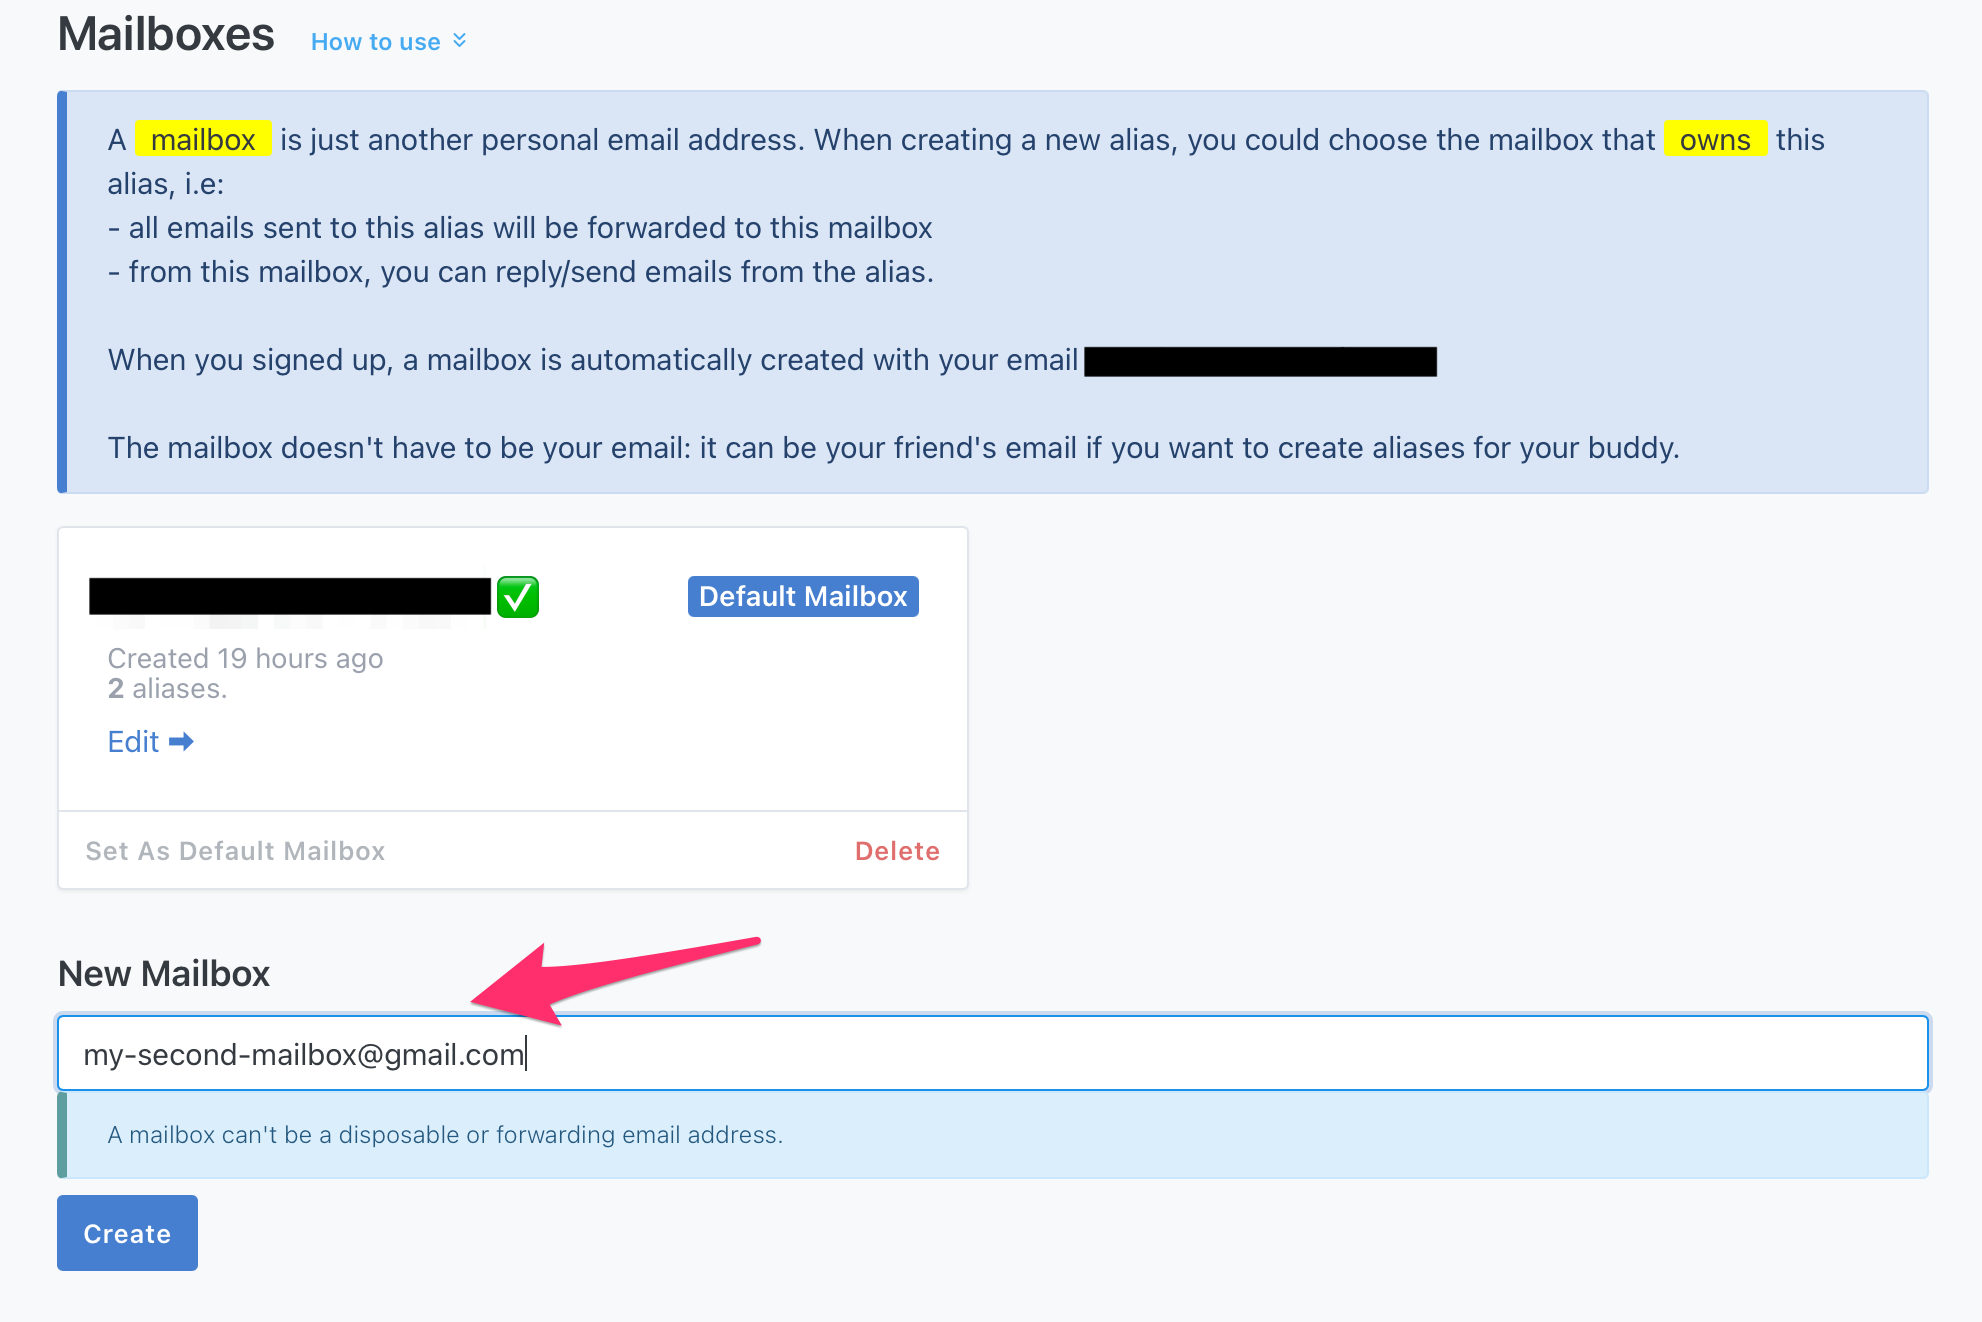 Mailboxes How to use
A mailbox is just another personal email address. When creating a new alias, you could choose the mailbox that owns this
alias, i.e:
- all emails sent to this alias will be forwarded to this mailbox
- from this mailbox, you can reply/send emails from the alias.
When you signed up, a mailbox is automatically created with your email
The mailbox doesn't have to be your email: it can be your friend's email if you want to create aliases for your buddy.
Default Mailbox
Created 19 hours ago
2 aliases.
Edit
Set As Default Mailbox Delete
New Mailbox
my-second-mailbox@gmail.com
A mailbox can't be a disposable or forwarding email address.
Create